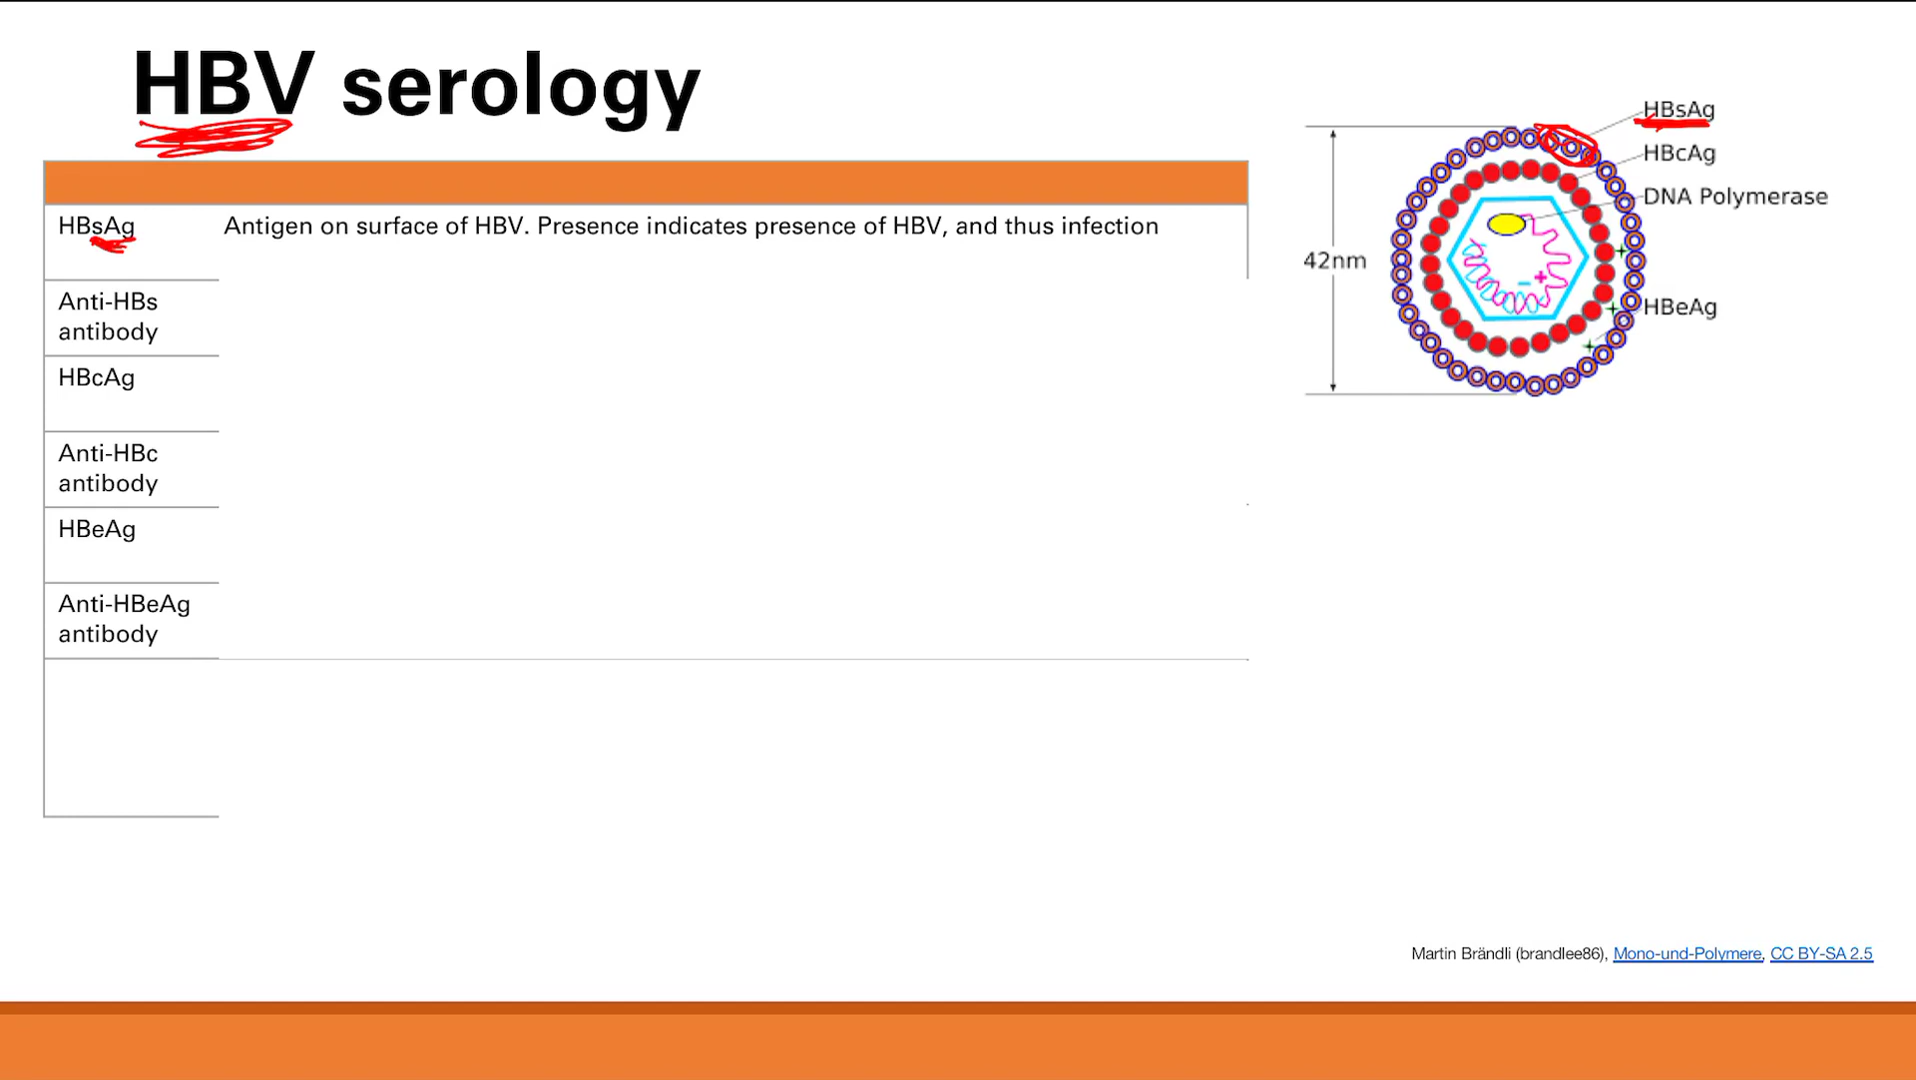 HBV serology
HBsAg
Antigen on surface of HBV. Presence indicates presence of HBV, and thus infection
Anti-HBs
antibody
HBcAg
Anti-HBc
antibody
HBeAg
Anti-HBeAg
antibody
HBsAg
HBcAg
DNA Polymerase
42nm
- +
HBeAg
Martin Brändli (brandlee86), Mono-und-Polymere, CC BY-SA 2.5